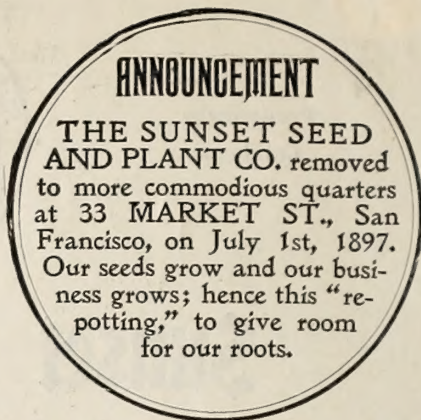 ANNOUNCEMENT
THE SUNSET SEED
AND PLANT CO. removed
to more commodious quarters
at 33 MARKET ST., San
Francisco, on July 1st, 1897.
Our seeds grow and our busi-
ness grows; hence this "re-
potting," to give room
for our roots.